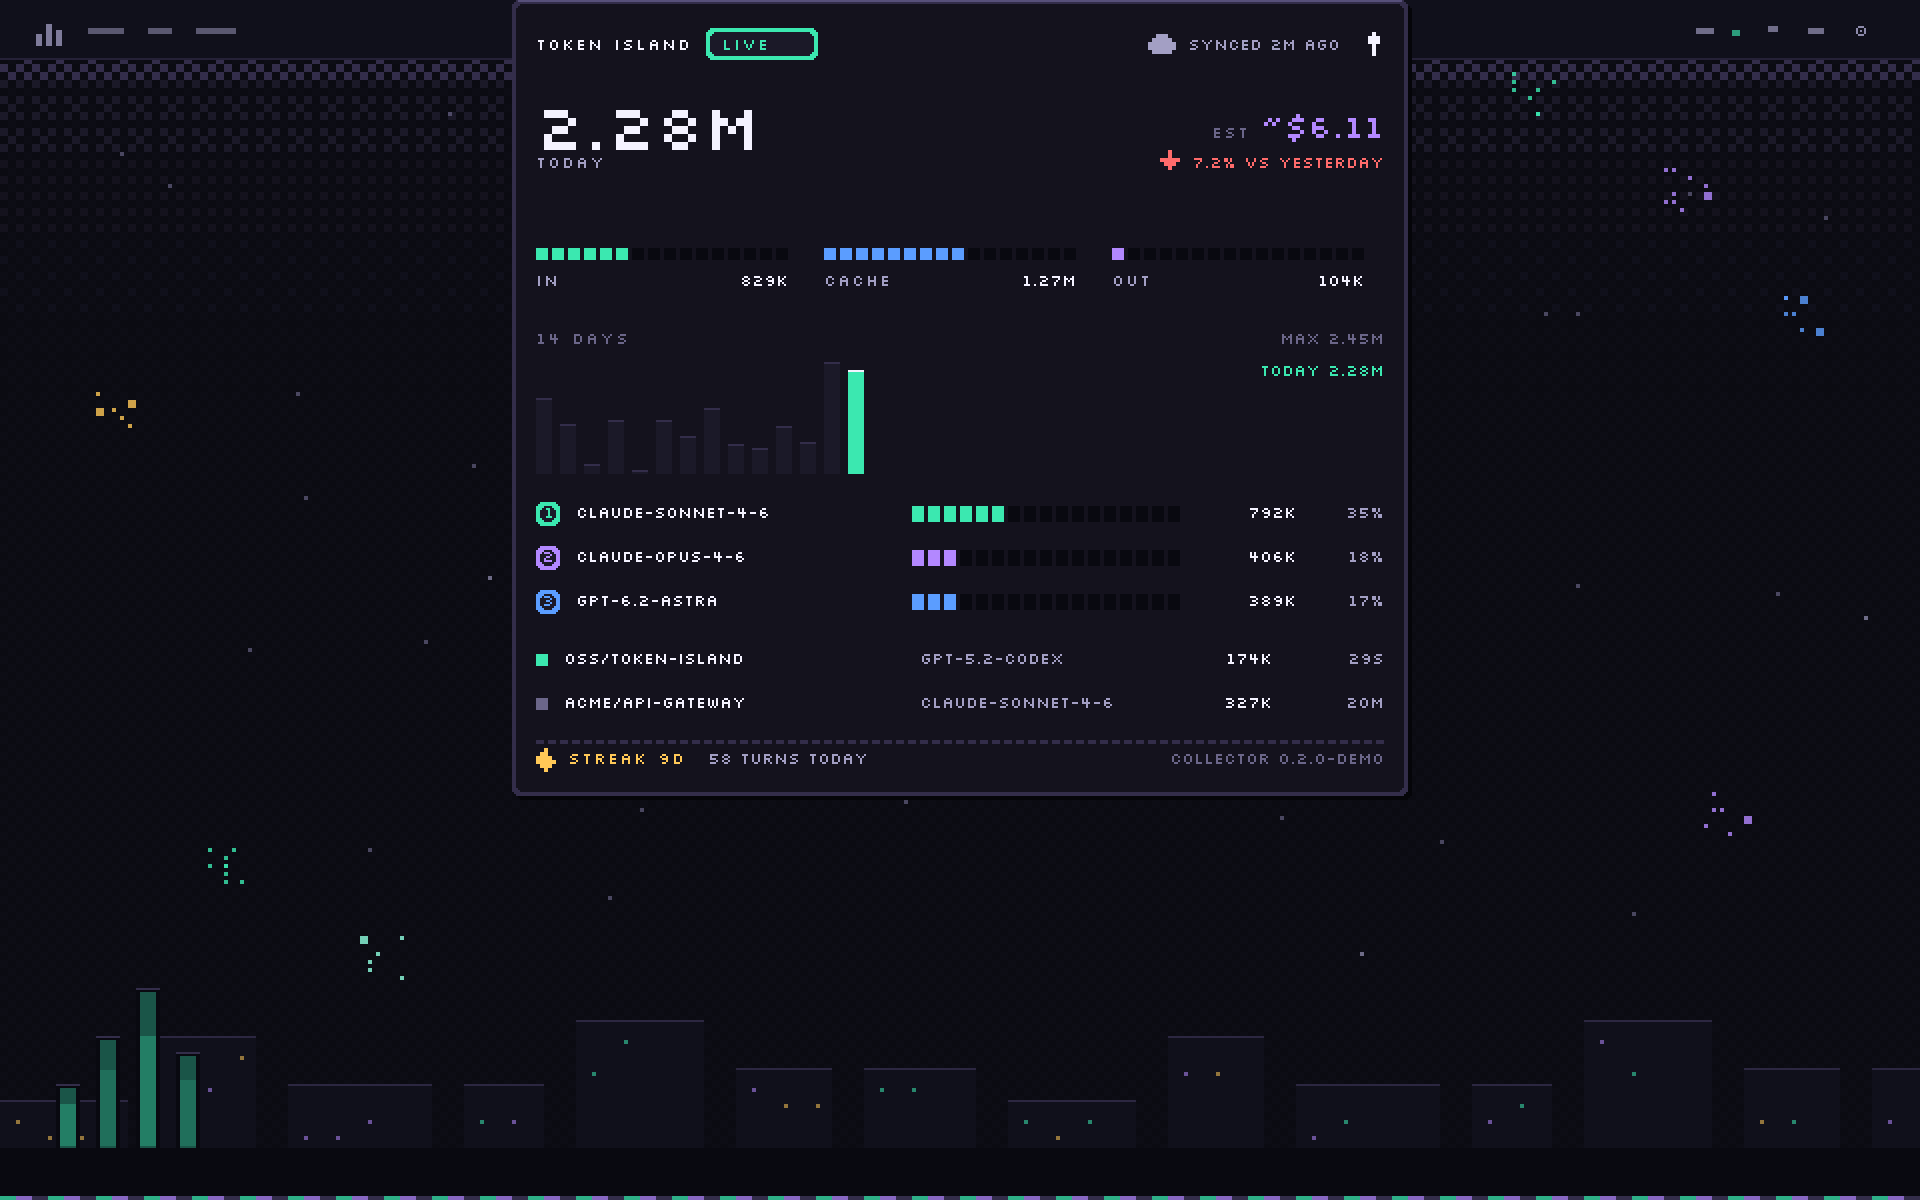 TOKEN ISLAND LIVE SYNCED 2M AGO
2.28M
EST ~$6.11
TODAY 7.2% VS YESTERDAY
IN 829K CACHE 1.27M OUT 104K
14 DAYS MAX 2.45M
TODAY 2.28M
1 CLAUDE-SONNET-4-6 792K 35%
2 CLAUDE-OPUS-4-6 406K 18%
3 GPT-6.2-ASTRA 389K 17%
OSS/TOKEN-ISLAND GPT-5.2-CODEX 174K 29S
ACME/API-GATEWAY CLAUDE-SONNET-4-6 327K 20M
STREAK 9D 58 TURNS TODAY COLLECTOR 0.2.0-DEMO